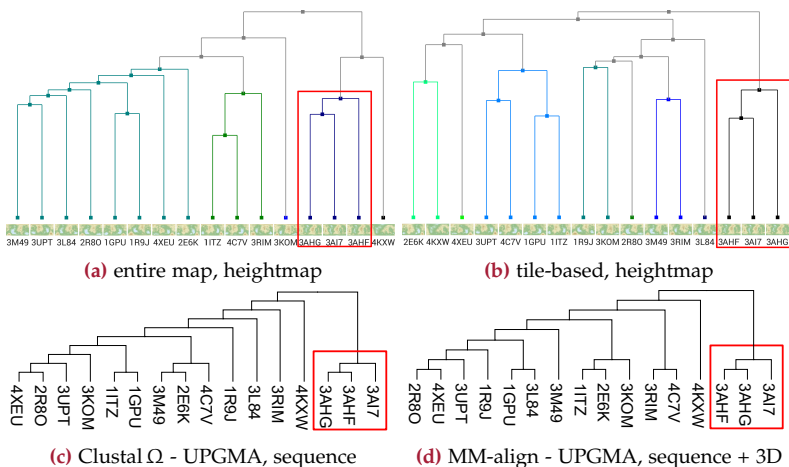 3M49 3UPT 3L84 2R8O 1GPU 1R9J 4XEU 2E6K 1ITZ 4C7V 3RIM 3KOM 3AHG 3AI7 3AHF 4KXW
2E6K 4KXW 4XEU 3UPT 4C7V 1GPU 1ITZ 1R9J 3KOM 2R8O 3M49 3RIM 3L84 3AHF 3AI7 3AHG
(a) entire map, heightmap
(b) tile-based, heightmap
4XEU 2R8O 3UPT 3KOM 1ITZ 1GPU 3M49 2E6K 4C7V 1R9J 3L84 3RIM 4KXW 3AHG 3AHF 3AI7
2R8O 4XEU 3UPT 1R9J 1GPU 3L84 3M49 1ITZ 2E6K 3KOM 3RIM 4C7V 4KXW 3AHF 3AHG 3AI7
(c) Clustal Ω - UPGMA, sequence
(d) MM-align - UPGMA, sequence + 3D